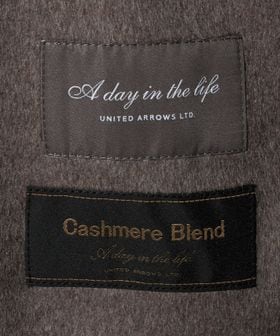 A day in the life
UNITED ARROWS LTD.
Cashmere Blend
A day in the life
UNITED ARROWS LTD.